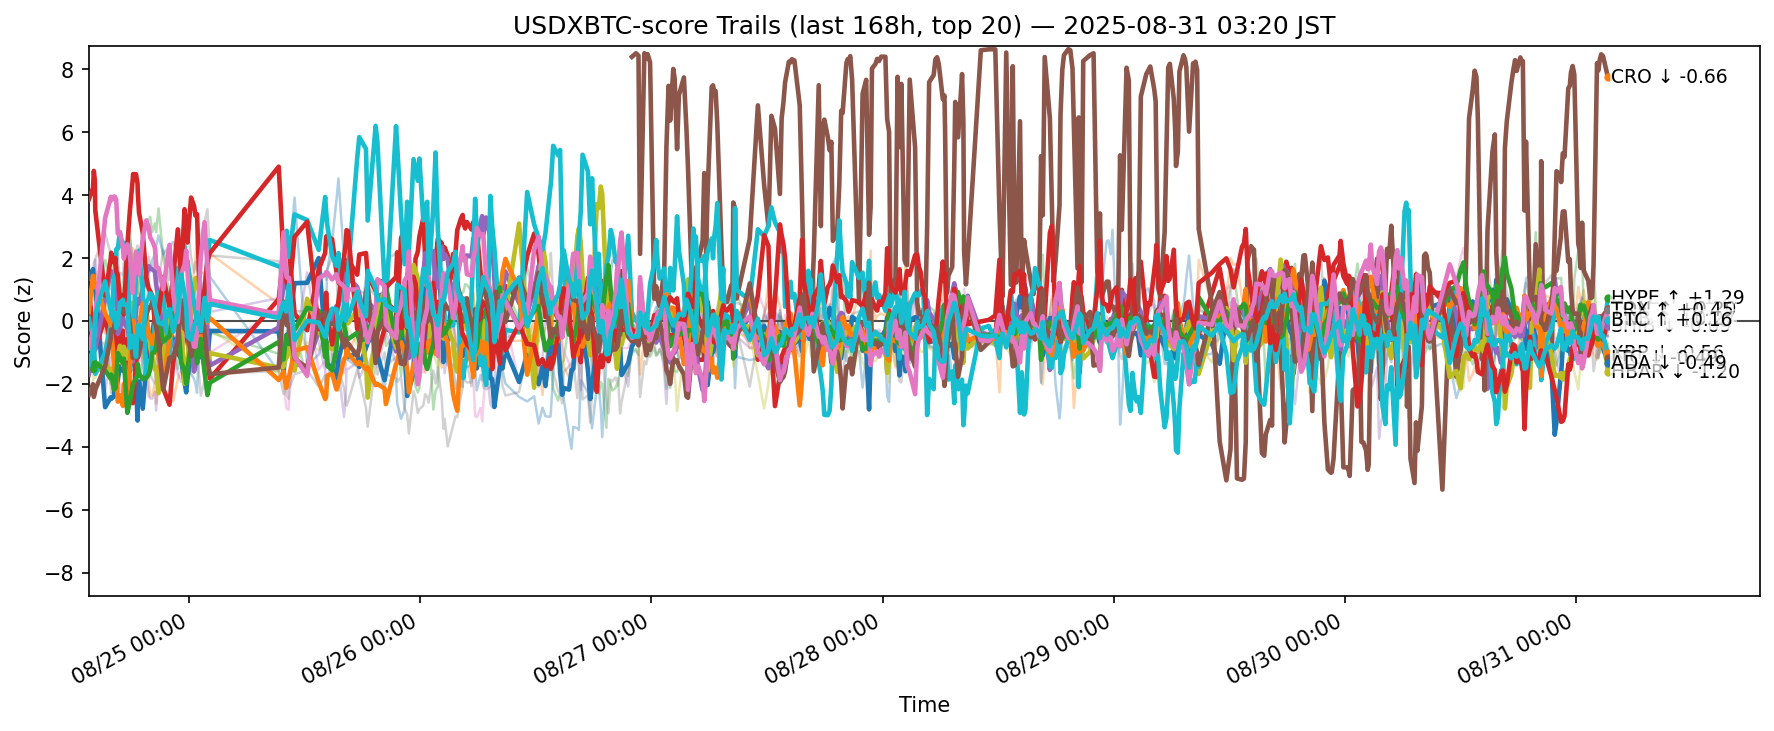 USDXBTC-score Trails (last 168h, top 20) — 2025-08-31 03:20 JST
Score (z)
8
6
4
2
0
−2
−4
−6
−8
CRO ↓ -0.66
HYPE ↑ +1.29
BTC ↑ +0.16
ADA ↓ -0.49
HBAR ↓ -1.20
08/25 00:00
08/26 00:00
08/27 00:00
08/28 00:00
08/29 00:00
08/30 00:00
08/31 00:00
Time